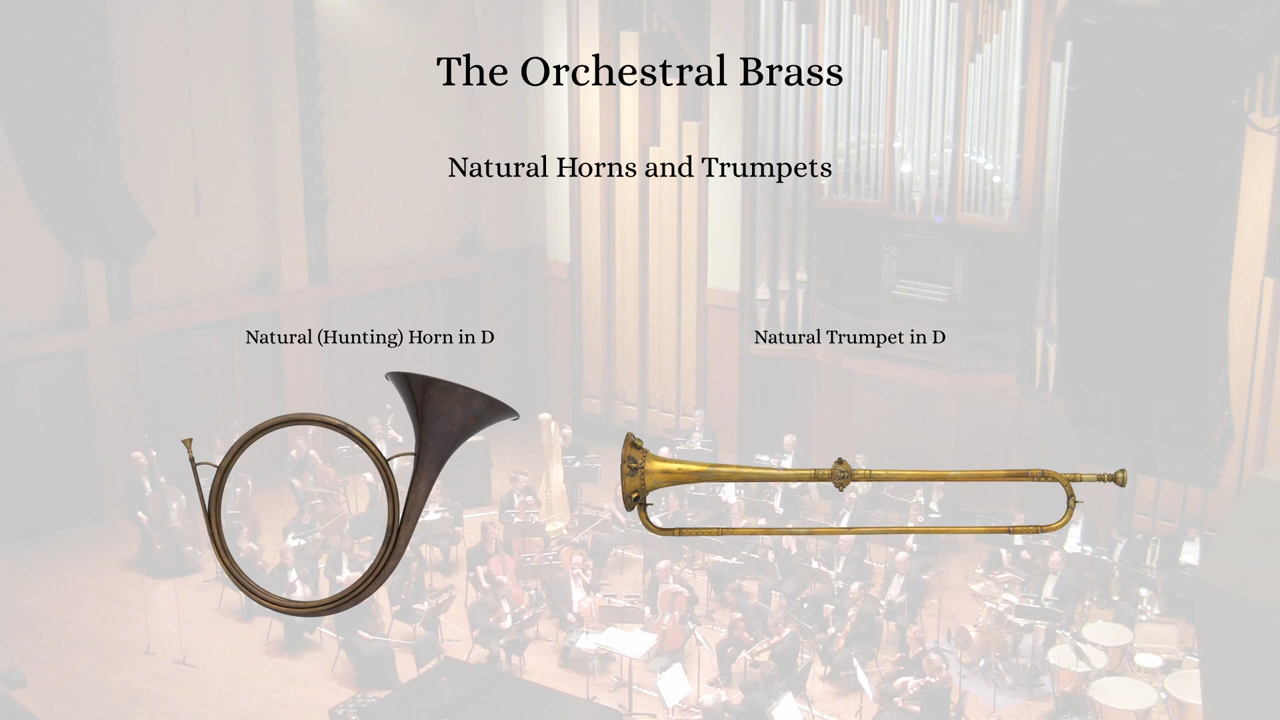 The Orchestral Brass
Natural Horns and Trumpets
Natural (Hunting) Horn in D
Natural Trumpet in D